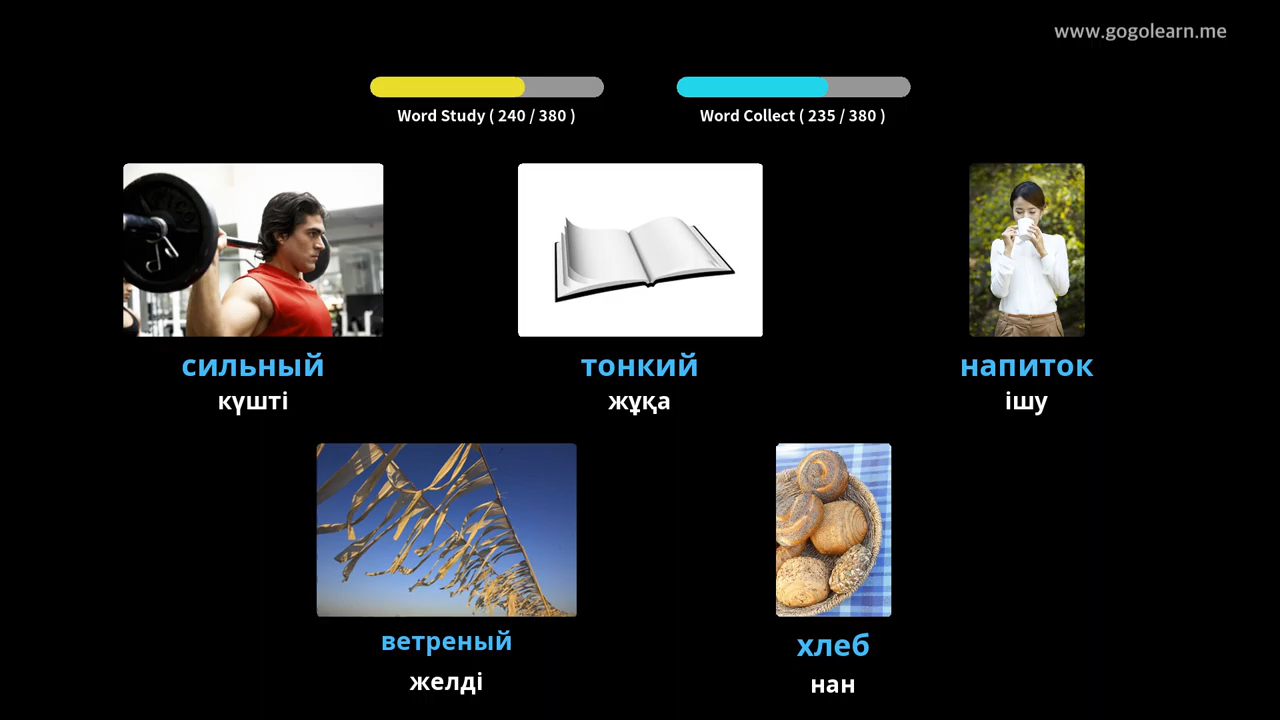 www.gogolearn.me
Word Study ( 240 / 380 )
Word Collect ( 235 / 380 )
сильный
тонкий
напиток
күшті
жұқа
ішу
ветреный
хлеб
желді
нан